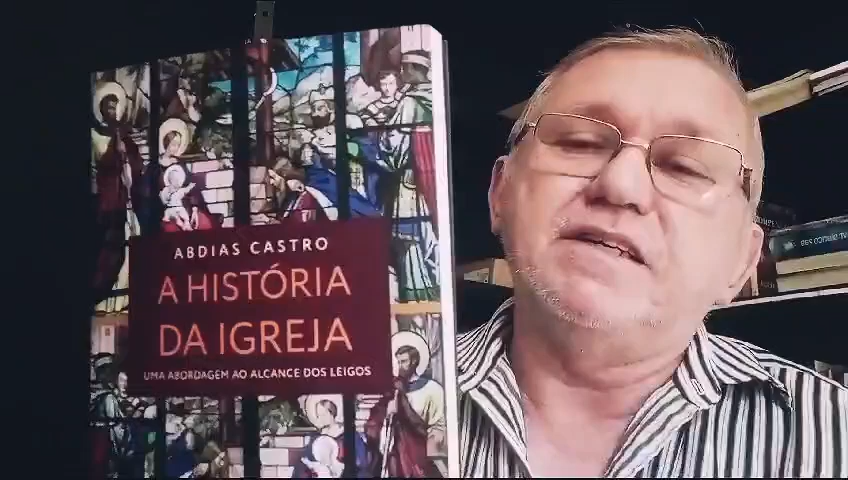 ABDIAS CASTRO
A HISTÓRIA
DA IGREJA
UMA ABORDAGEM AO ALCANCE DOS LEIGOS